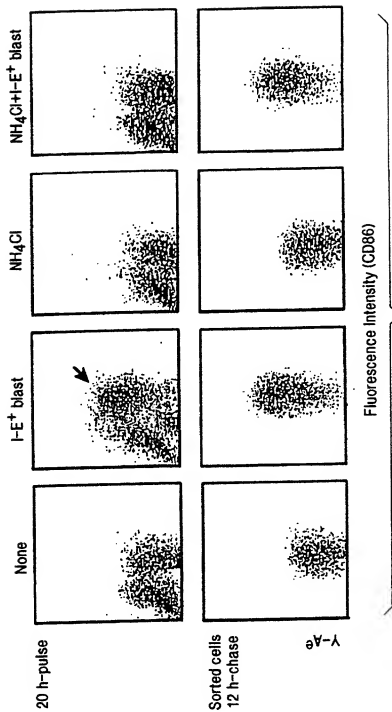 None
I-E+ blast
NH4Cl
NH4Cl+I-E+ blast
20 h-pulse
Sorted cells
12 h-chase
Y-Ae
Fluorescence Intensity (CD86)